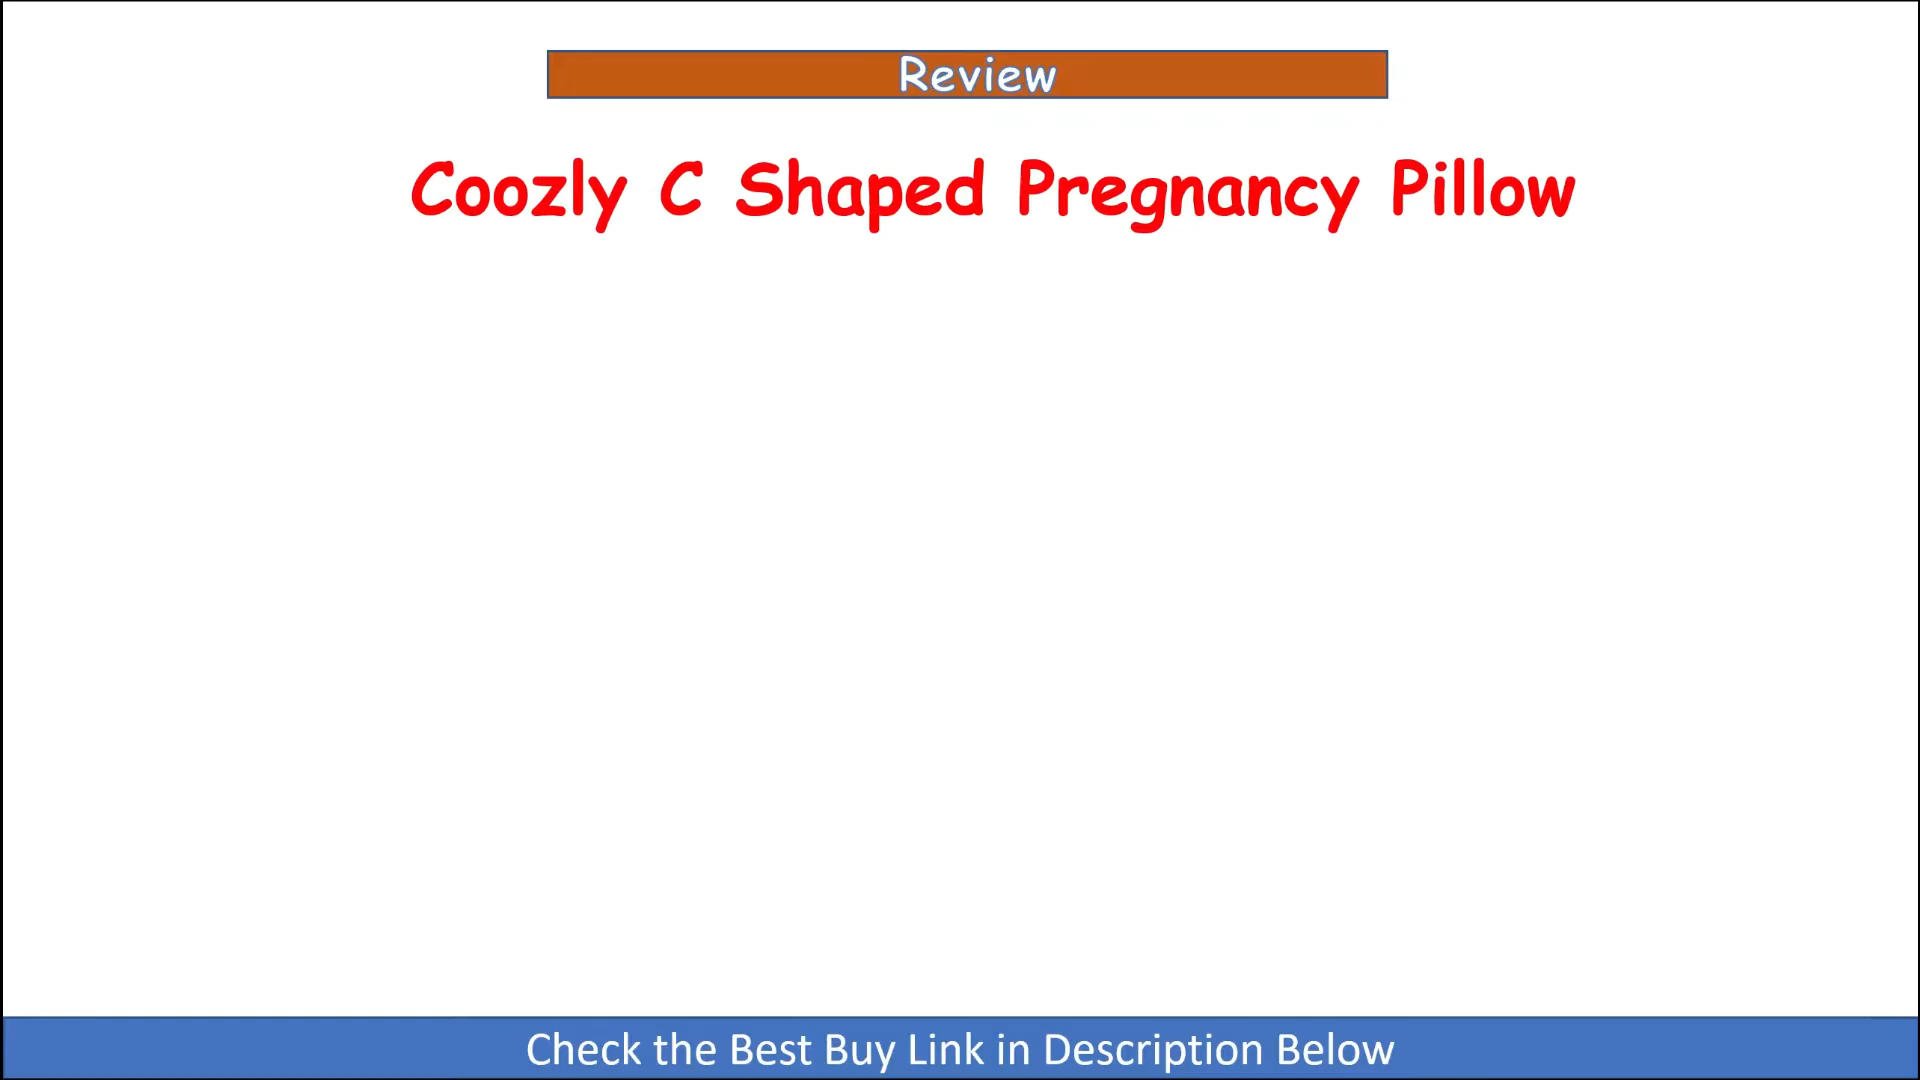 Review
Coozly C Shaped Pregnancy Pillow
Check the Best Buy Link in Description Below